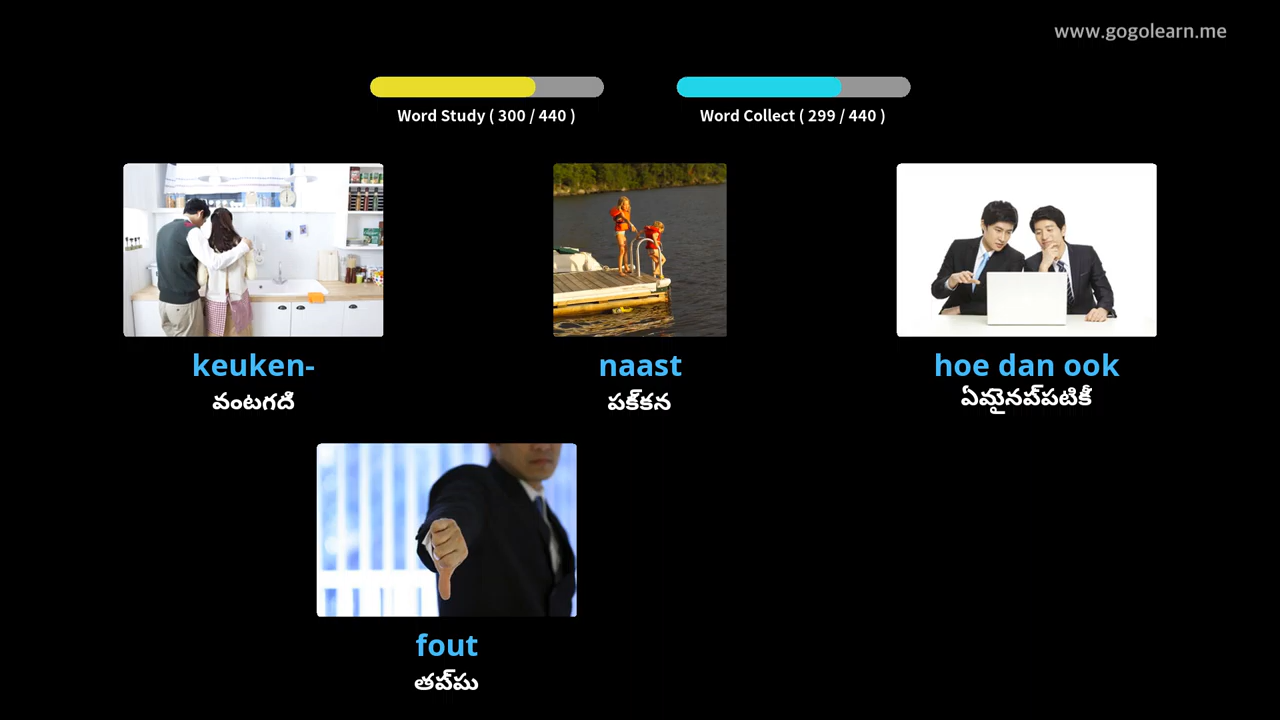 www.gogolearn.me
Word Study ( 300 / 440 )
Word Collect ( 299 / 440 )
keuken-
వంటగది
naast
పక్కన
hoe dan ook
ఏమైనప్పటికీ
fout
తప్పు